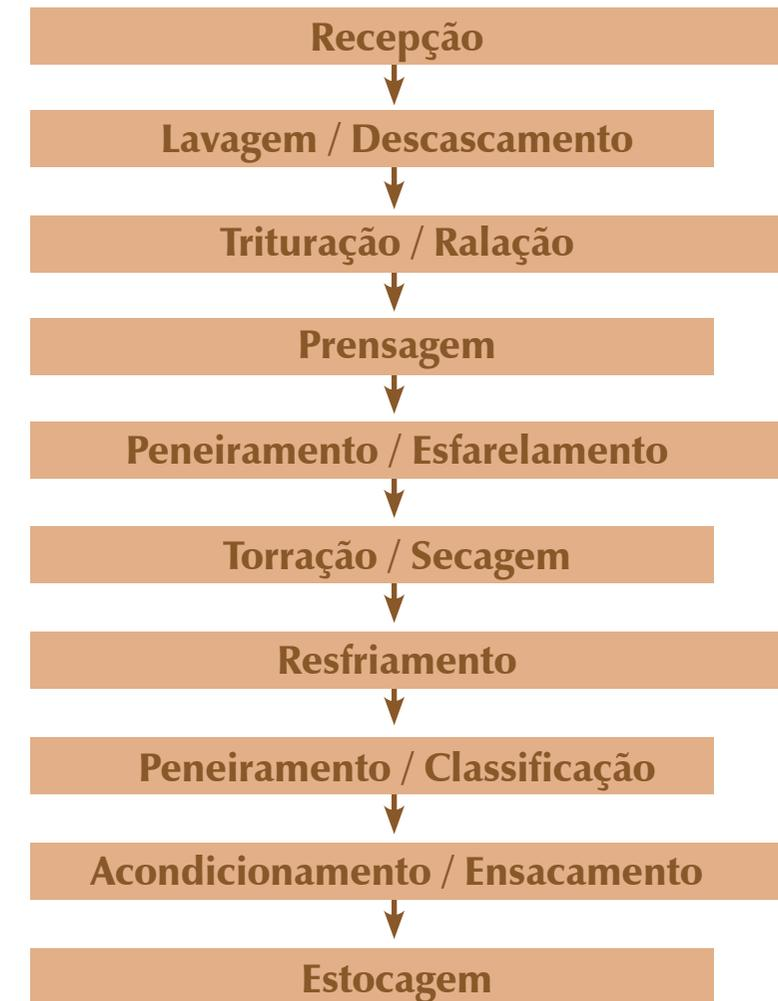 Recepção
Lavagem / Descascamento
Trituração / Ralação
Prensagem
Peneiramento / Esfarelamento
Torração / Secagem
Resfriamento
Peneiramento / Classificação
Acondicionamento / Ensacamento
Estocagem